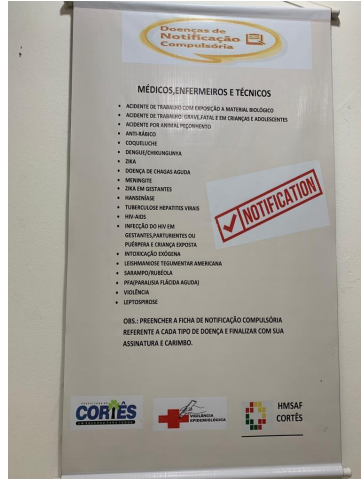 Doenças de
Notificação
Compulsória
MÉDICOS,ENFERMEIROS E TÉCNICOS
• ACIDENTE DE TRABALHO COM EXPOSIÇÃO A MATERIAL BIOLÓGICO
• ACIDENTE DE TRABALHO: GRAVE,FATAL E EM CRIANÇAS E ADOLESCENTES
• ACIDENTE POR ANIMAL PEÇONHENTO
• ANTI-RÁBICO
• COQUELUCHE
• DENGUE/CHIKUNGUNYA
• ZIKA
• DOENÇA DE CHAGAS AGUDA
• MENINGITE
• ZIKA EM GESTANTES
• HANSENÍASE
• TUBERCULOSE HEPATITES VIRAIS
• HIV-AIDS
• INFECÇÃO DO HIV EM
GESTANTES,PARTURIENTES OU
PUÉRPERA E CRIANÇA EXPOSTA
• INTOXICAÇÃO EXÓGENA
• LEISHMANIOSE TEGUMENTAR AMERICANA
• SARAMPO/RUBÉOLA
• PFA(PARALISIA FLÁCIDA AGUDA)
• VIOLÊNCIA
• LEPTOSPIROSE
NOTIFICATION
OBS.: PREENCHER A FICHA DE NOTIFICAÇÃO COMPULSÓRIA
REFERENTE A CADA TIPO DE DOENÇA E FINALIZAR COM SUA
ASSINATURA E CARIMBO.
CORTÊS
VIGILÂNCIA
EPIDEMIOLÓGICA
HMSAF
CORTÊS